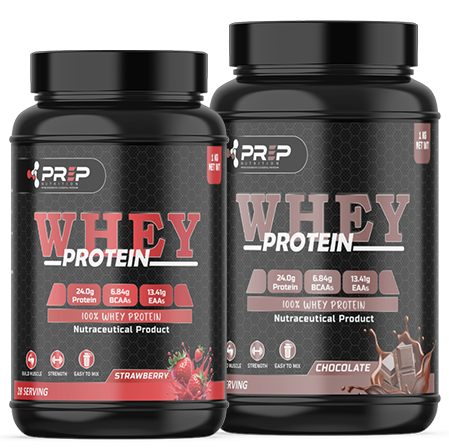 PREP
NUTRITION
1 KG
NET WT
WHEY
PROTEIN
24.0g
Protein
6.84g
BCAAs
13.41g
EAAs
100% WHEY PROTEIN
Nutraceutical Product
BUILD MUSCLE
STRENGTH
EASY TO MIX
STRAWBERRY
28 SERVING
PREP
NUTRITION
1 KG
NET WT
WHEY
PROTEIN
24.0g
Protein
6.84g
BCAAs
13.41g
EAAs
100% WHEY PROTEIN
Nutraceutical Product
STRENGTH
EASY TO MIX
CHOCOLATE